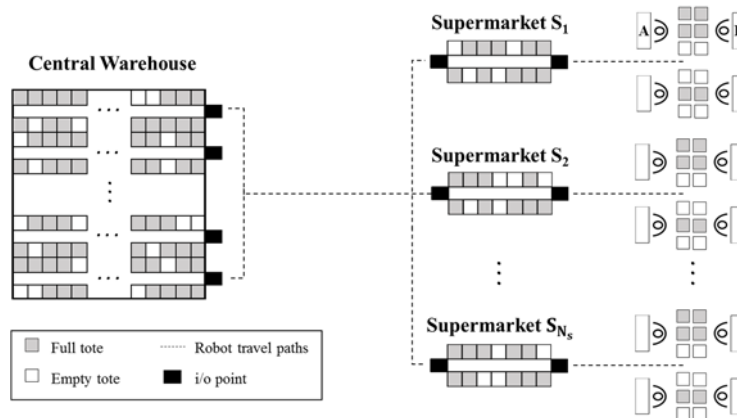 Supermarket S1
A
Central Warehouse
Supermarket S2
Supermarket SNs
Full tote
Robot travel paths
Empty tote
i/o point